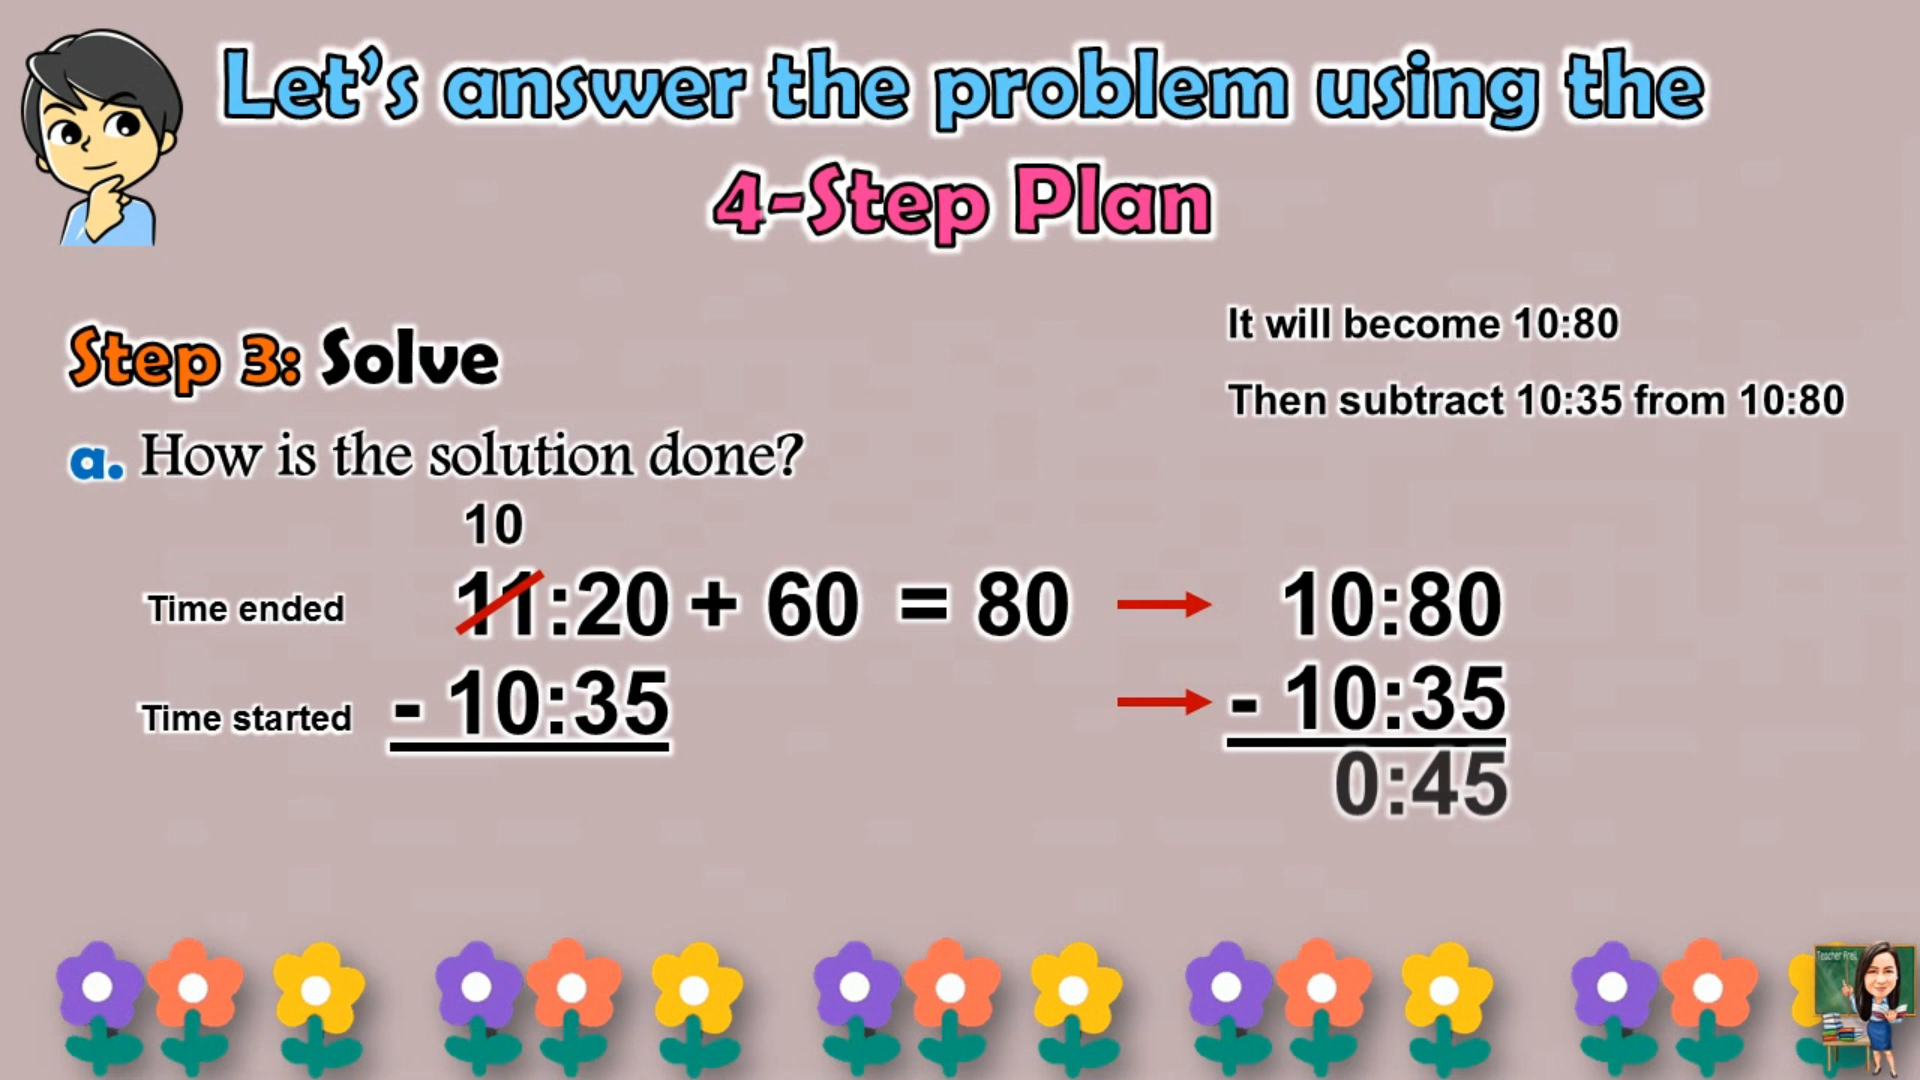 Let's answer the problem using the
4-Step Plan
It will become 10:80
Then subtract 10:35 from 10:80
Step 3: Solve
a. How is the solution done?
10
Time ended 11:20 + 60 = 80 10:80
Time started - 10:35 - 10:35
0:45